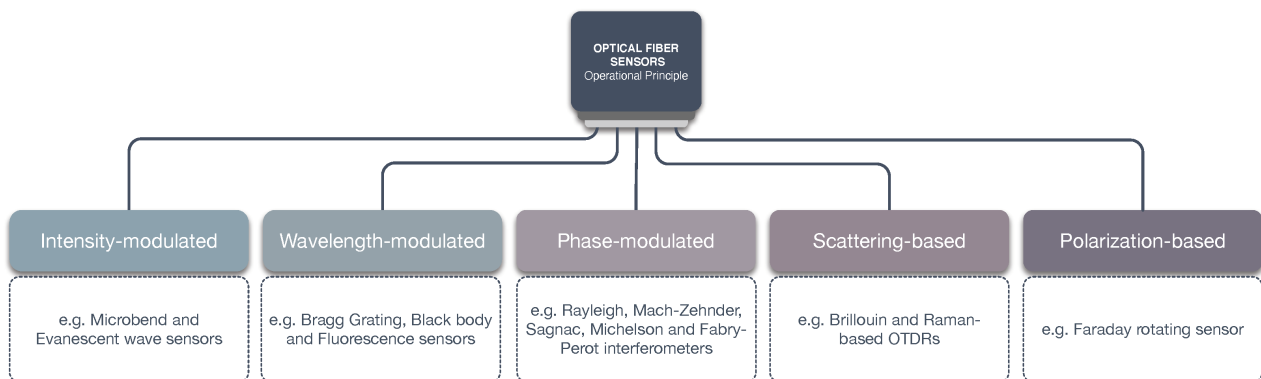 OPTICAL FIBER
SENSORS
Operational Principle
Intensity-modulated
Wavelength-modulated
Phase-modulated
Scattering-based
Polarization-based
e.g. Microbend and
Evanescent wave sensors
e.g. Bragg Grating, Black body
and Fluorescence sensors
e.g. Rayleigh, Mach-Zehnder,
Sagnac, Michelson and Fabry-
Perot interferometers
e.g. Brillouin and Raman-
based OTDRs
e.g. Faraday rotating sensor